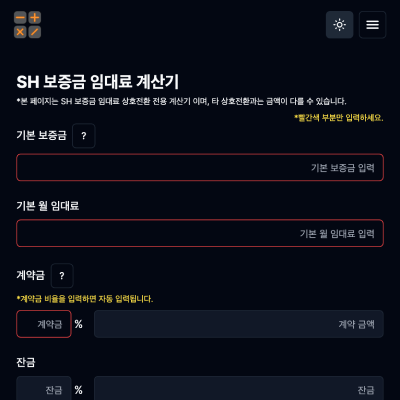 SH 보증금 임대료 계산기
*본 페이지는 SH 보증금 임대료 상호전환 전용 계산기 이며, 타 상호전환과는 금액이 다를 수 있습니다.
*빨간색 부분만 입력하세요.
기본 보증금 ?
기본 보증금 입력
기본 월 임대료
기본 월 임대료 입력
계약금 ?
*계약금 비율을 입력하면 자동 입력됩니다.
계약금 % 계약 금액
잔금
잔금 % 잔금